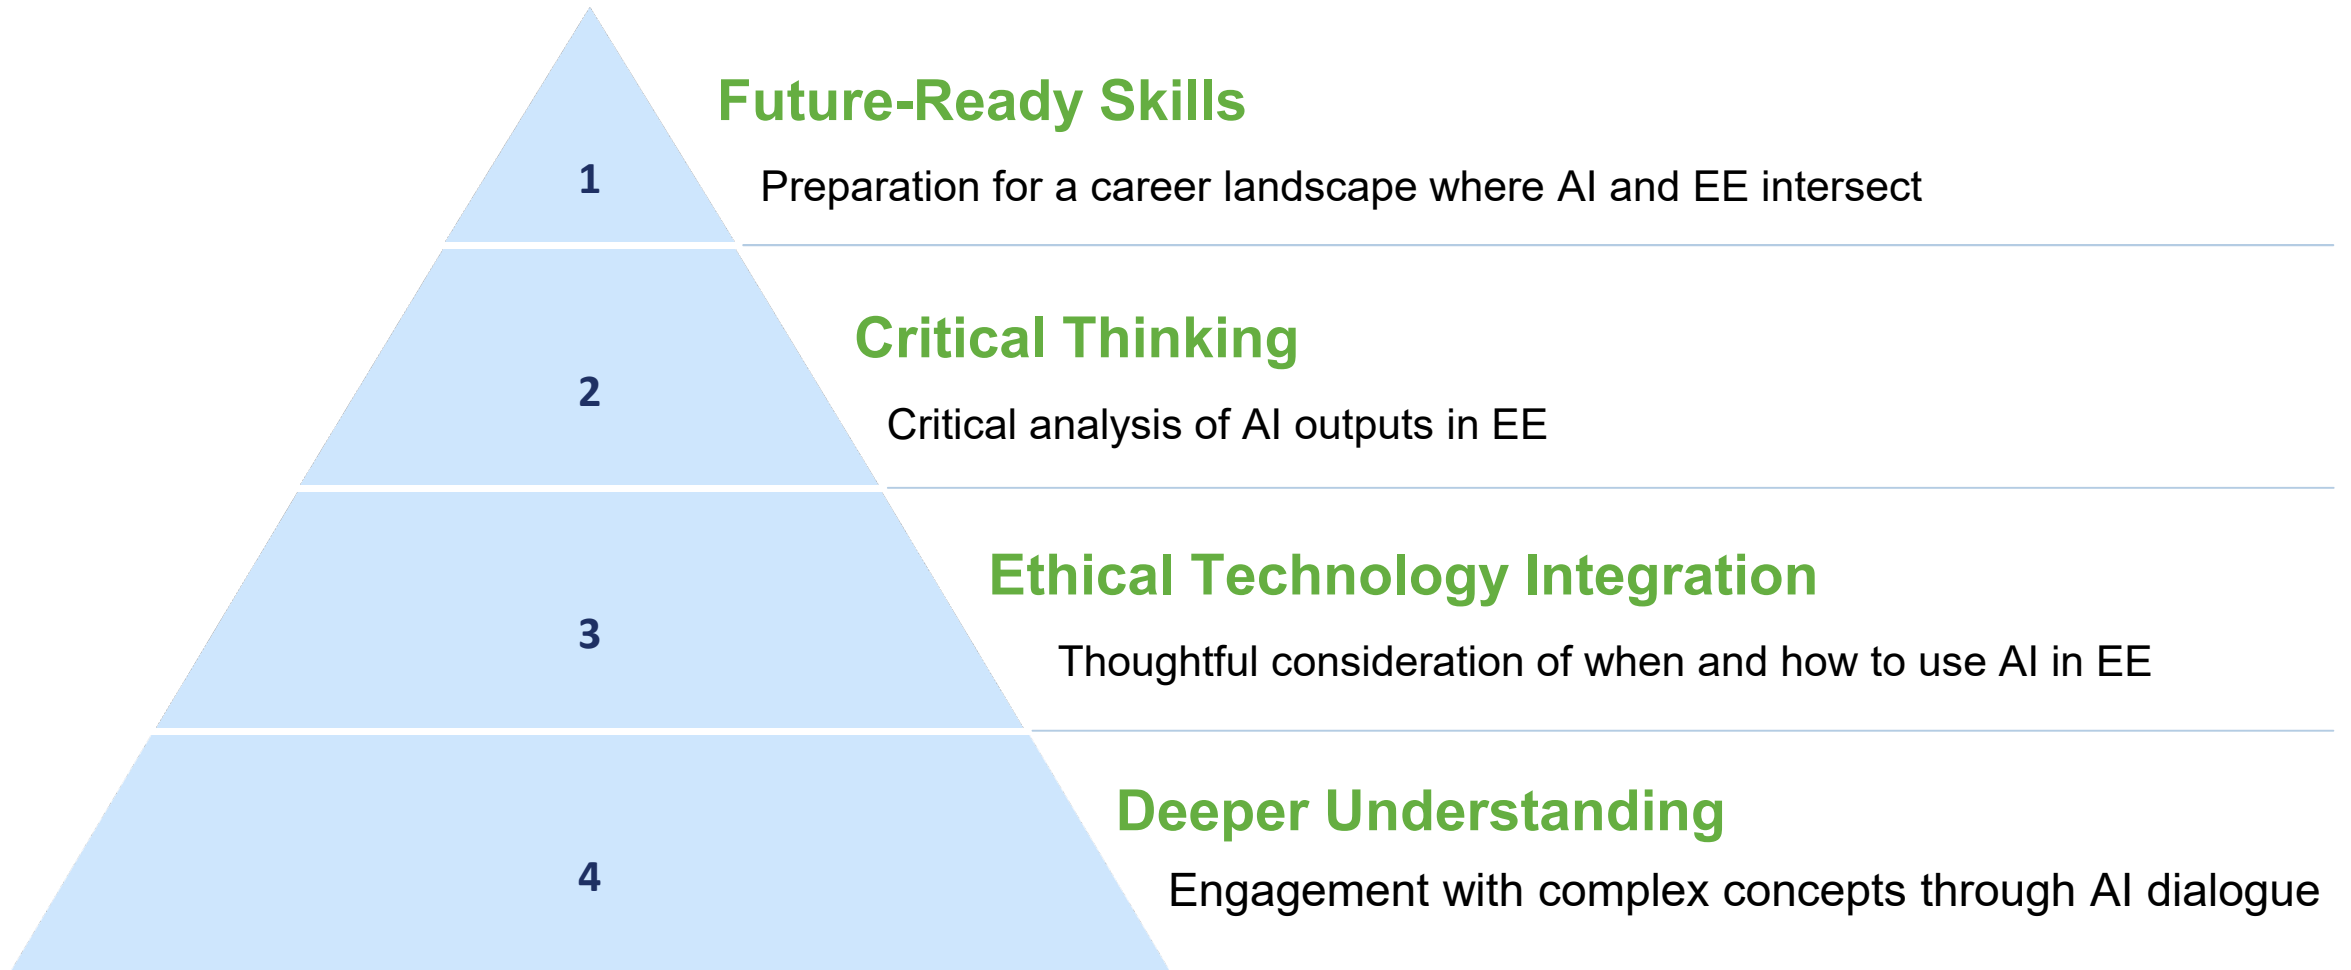 Future-Ready Skills
1
Preparation for a career landscape where AI and EE intersect
Critical Thinking
2
Critical analysis of AI outputs in EE
Ethical Technology Integration
3
Thoughtful consideration of when and how to use AI in EE
Deeper Understanding
4
Engagement with complex concepts through AI dialogue